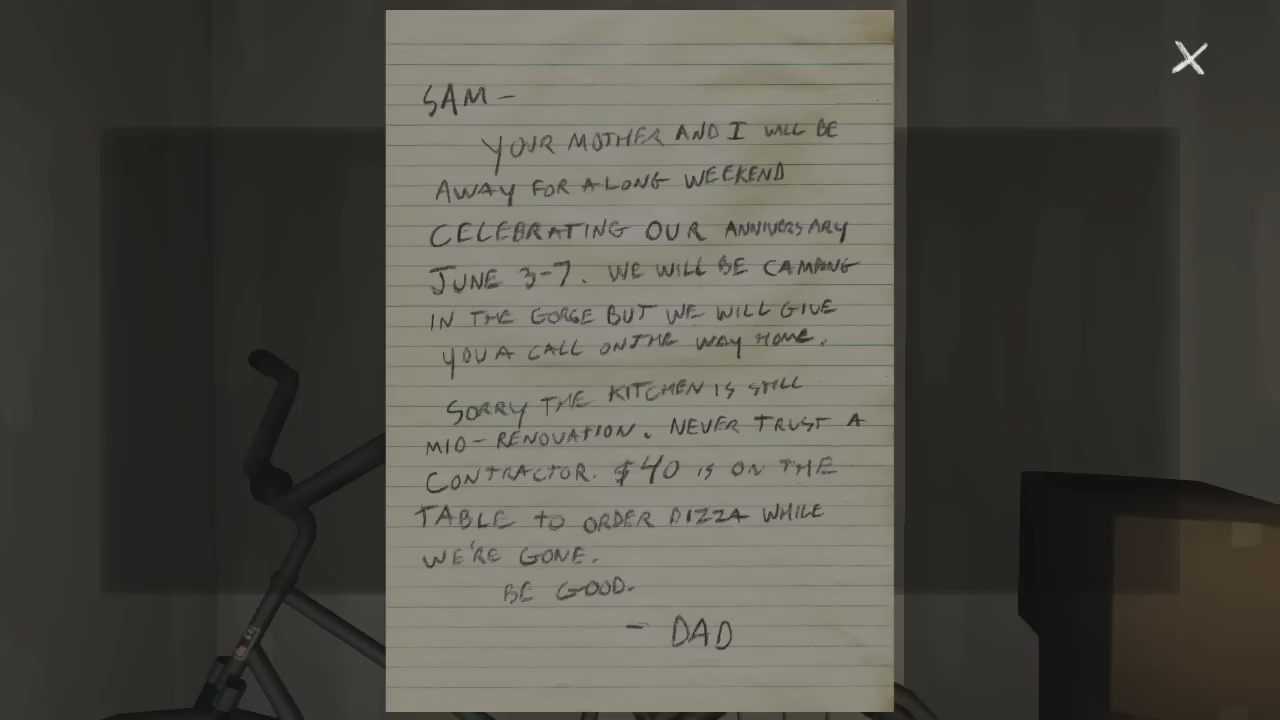 SAM —
YOUR MOTHER AND I WILL BE
AWAY FOR A LONG WEEKEND
CELEBRATING OUR ANNIVERSARY
JUNE 3-7. WE WILL BE CAMPING
IN THE GORGE BUT WE WILL GIVE
YOU A CALL ON THE WAY HOME.
SORRY THE KITCHEN IS STILL
MID-RENOVATION. NEVER TRUST A
CONTRACTOR. $40 IS ON THE
TABLE TO ORDER PIZZA WHILE
WE'RE GONE.
BE GOOD.
— DAD